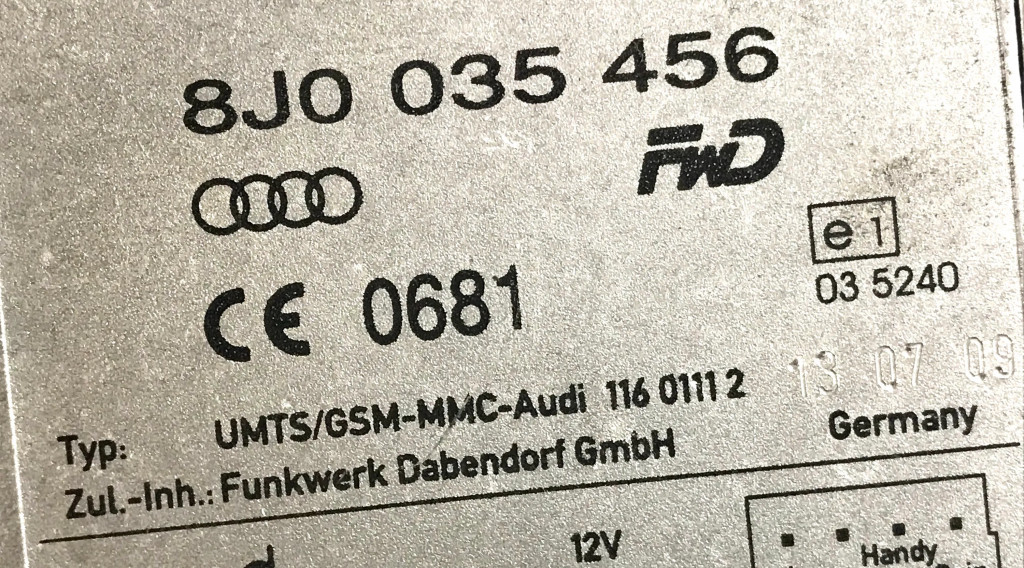 8J0 035 456
FWD
e 1
CE 0681
03 5240
13 07 09
Typ: UMTS/GSM-MMC-Audi 116 0111 2
Germany
Zul.-Inh.: Funkwerk Dabendorf GmbH
12V
Handy